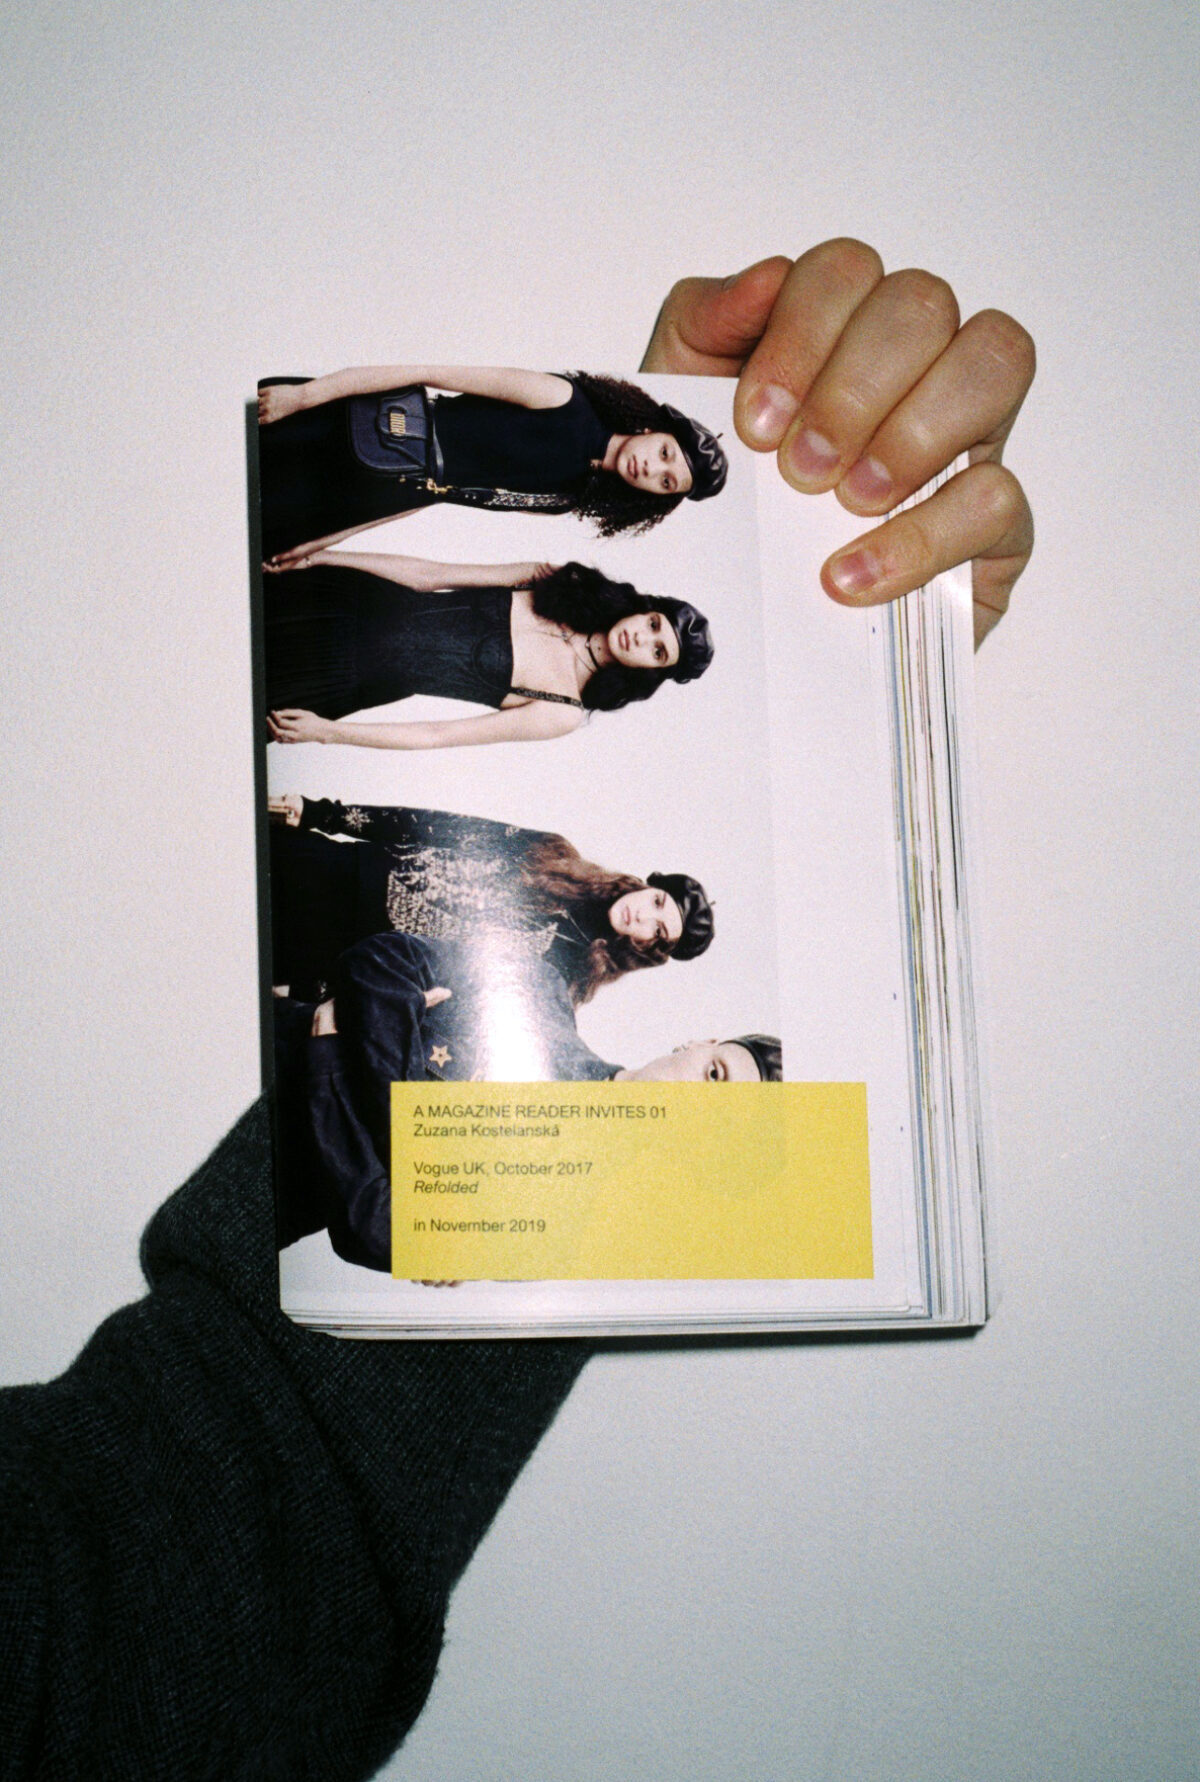 A MAGAZINE READER INVITES 01
Zuzana Kostelanská
Vogue UK, October 2017
Refolded
in November 2019